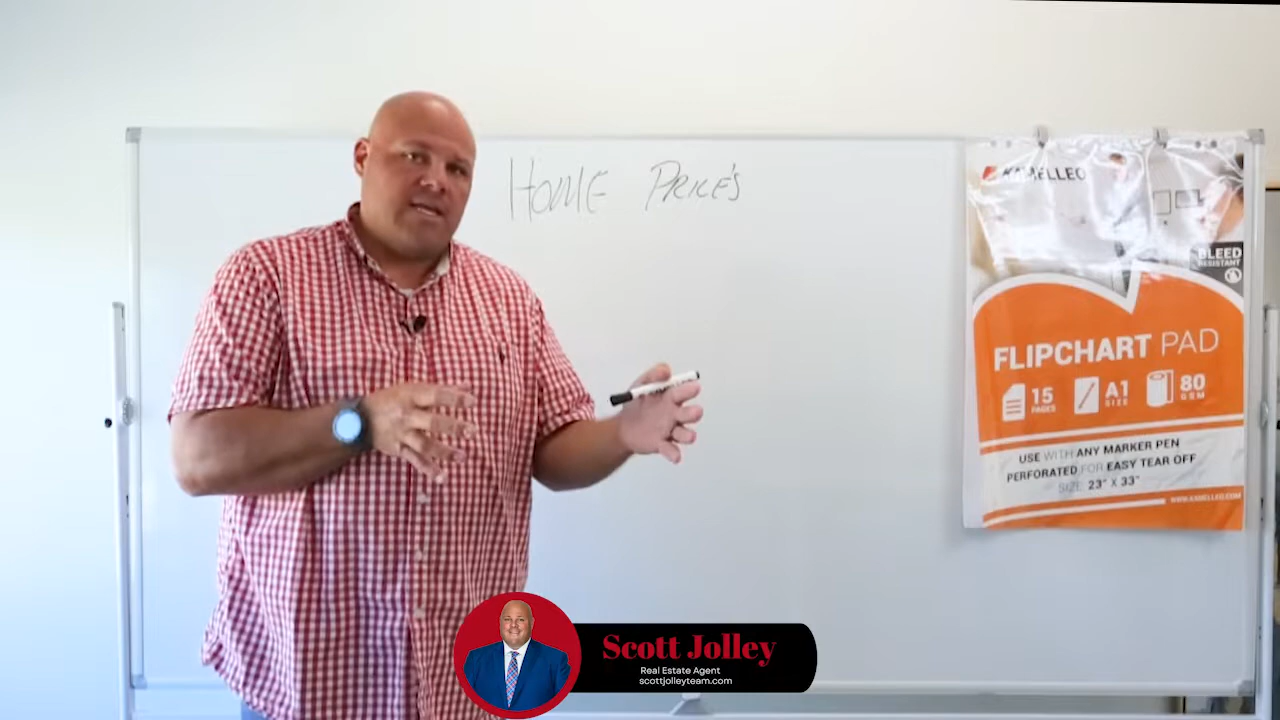 HOME PRICE'S
KAMELLEO
BLEED
RESISTANT
FLIPCHART PAD
15
PAGES
A1
SIZE
80
GSM
USE WITH ANY MARKER PEN
PERFORATED FOR EASY TEAR OFF
SIZE: 23" X 33"
WWW.KAMELLEO.COM
Scott Jolley
Real Estate Agent
scottjolleyteam.com